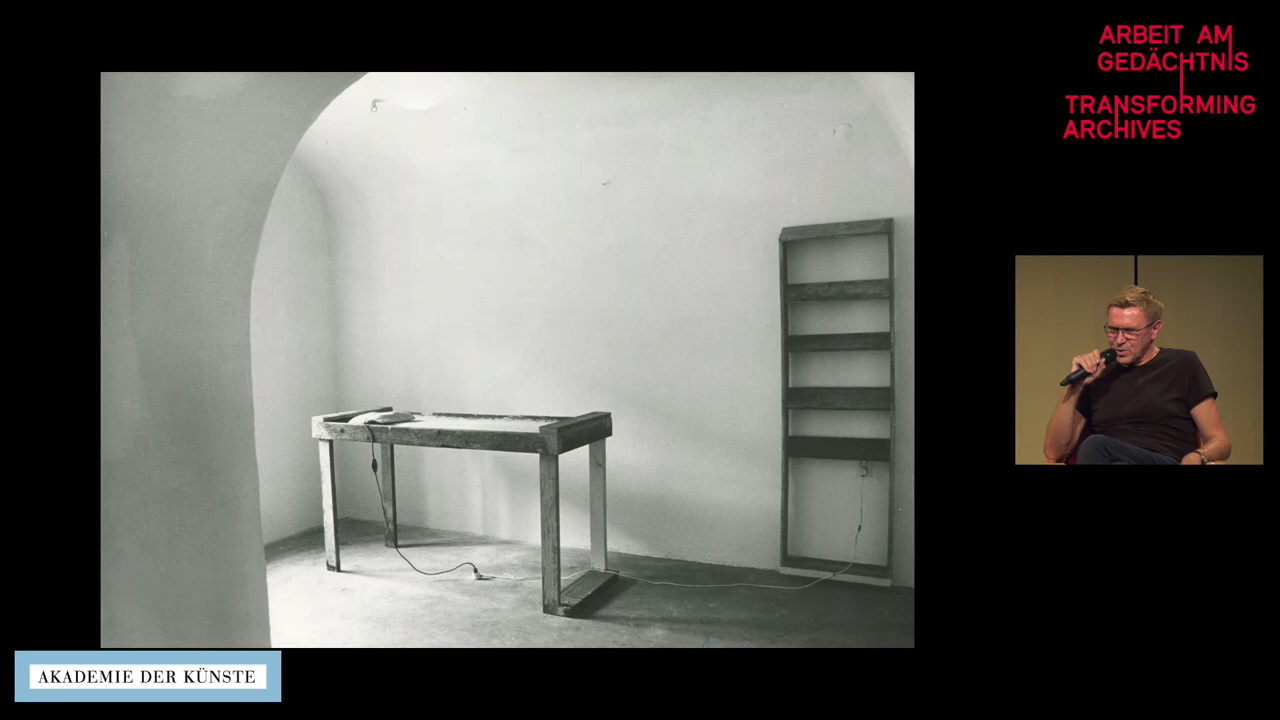 ARBEIT AM
GEDÄCHTNIS
TRANSFORMING
ARCHIVES
AKADEMIE DER KÜNSTE